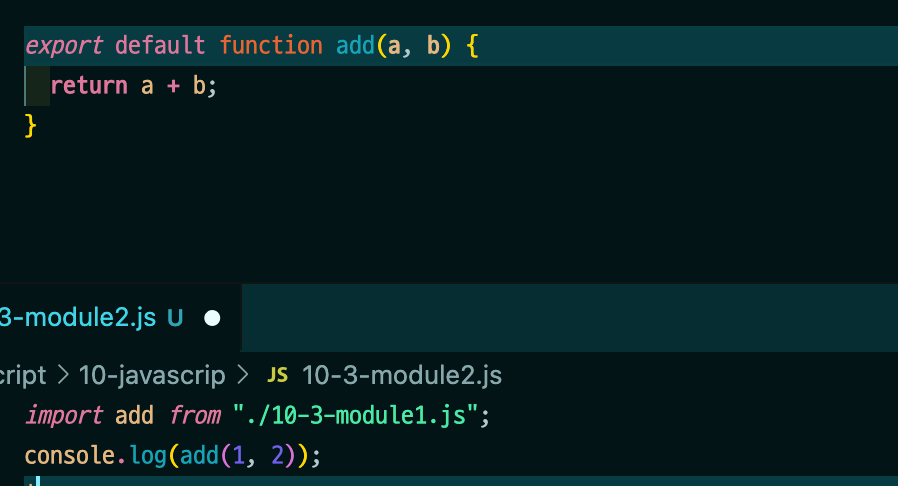 export default function add(a, b) {
return a + b;
}
3-module2.js U
cript > 10-javascrip > JS 10-3-module2.js
import add from "./10-3-module1.js";
console.log(add(1, 2));